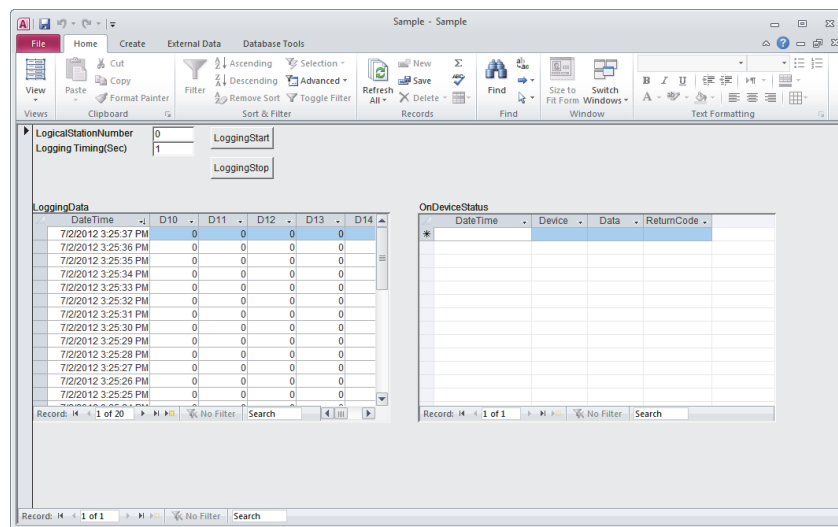 A Sample - Sample
File Home Create External Data Database Tools
View Paste Cut Copy Format Painter
Filter Ascending Descending Remove Sort Selection Advanced Toggle Filter
Refresh All New Save Delete Σ
Find Size to Fit Form Switch Windows
B I U A
Views Clipboard Sort & Filter Records Find Window Text Formatting
LogicalStationNumber 0 LoggingStart
Logging Timing(Sec) 1
LoggingStop
LoggingData
DateTime D10 D11 D12 D13 D14
7/2/2012 3:25:37 PM 0 0 0 0
7/2/2012 3:25:36 PM 0 0 0 0
7/2/2012 3:25:35 PM 0 0 0 0
7/2/2012 3:25:34 PM 0 0 0 0
7/2/2012 3:25:33 PM 0 0 0 0
7/2/2012 3:25:32 PM 0 0 0 0
7/2/2012 3:25:31 PM 0 0 0 0
7/2/2012 3:25:30 PM 0 0 0 0
7/2/2012 3:25:29 PM 0 0 0 0
7/2/2012 3:25:28 PM 0 0 0 0
7/2/2012 3:25:27 PM 0 0 0 0
7/2/2012 3:25:26 PM 0 0 0 0
7/2/2012 3:25:25 PM 0 0 0 0
Record: 1 of 20 No Filter Search
OnDeviceStatus
DateTime Device Data ReturnCode
Record: 1 of 1 No Filter Search
Record: 1 of 1 No Filter Search